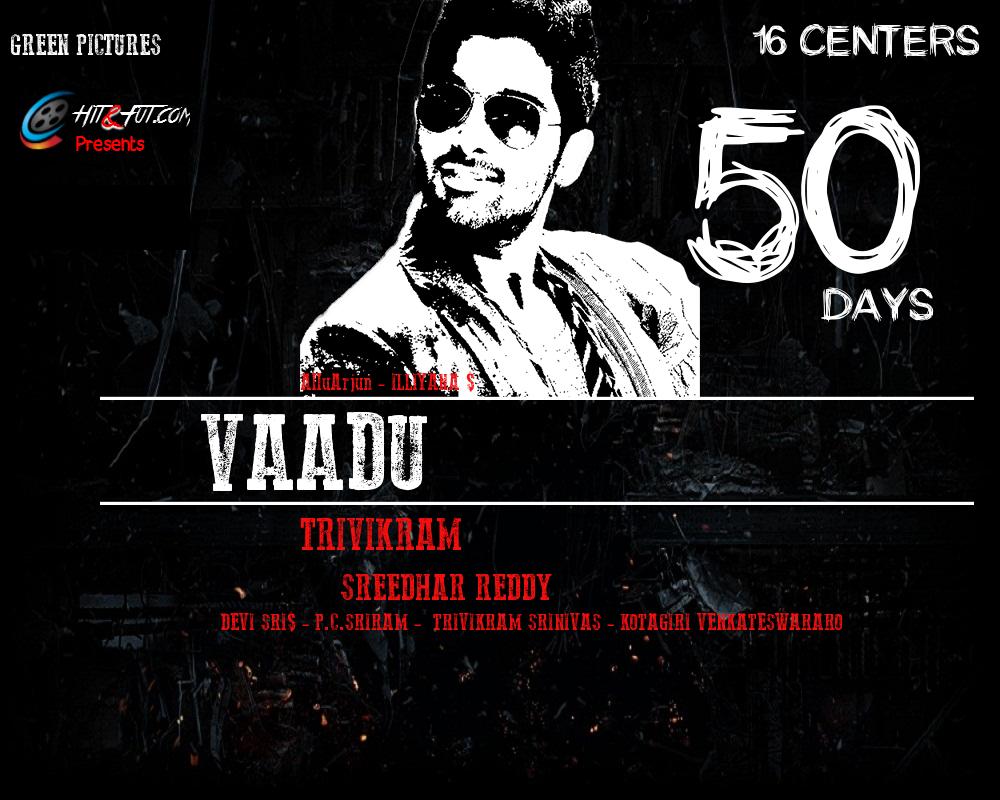 GREEN PICTURES
16 CENTERS
HIT&FUT.COM
Presents
50
DAYS
AlluArjun - ILLIYANA $
VAADU
TRIVIKRAM
SREEDHAR REDDY
DEVI SRI$ - P.C.SRIRAM - TRIVIKRAM SRINIVAS - KOTAGIRI VENKATESWARARO